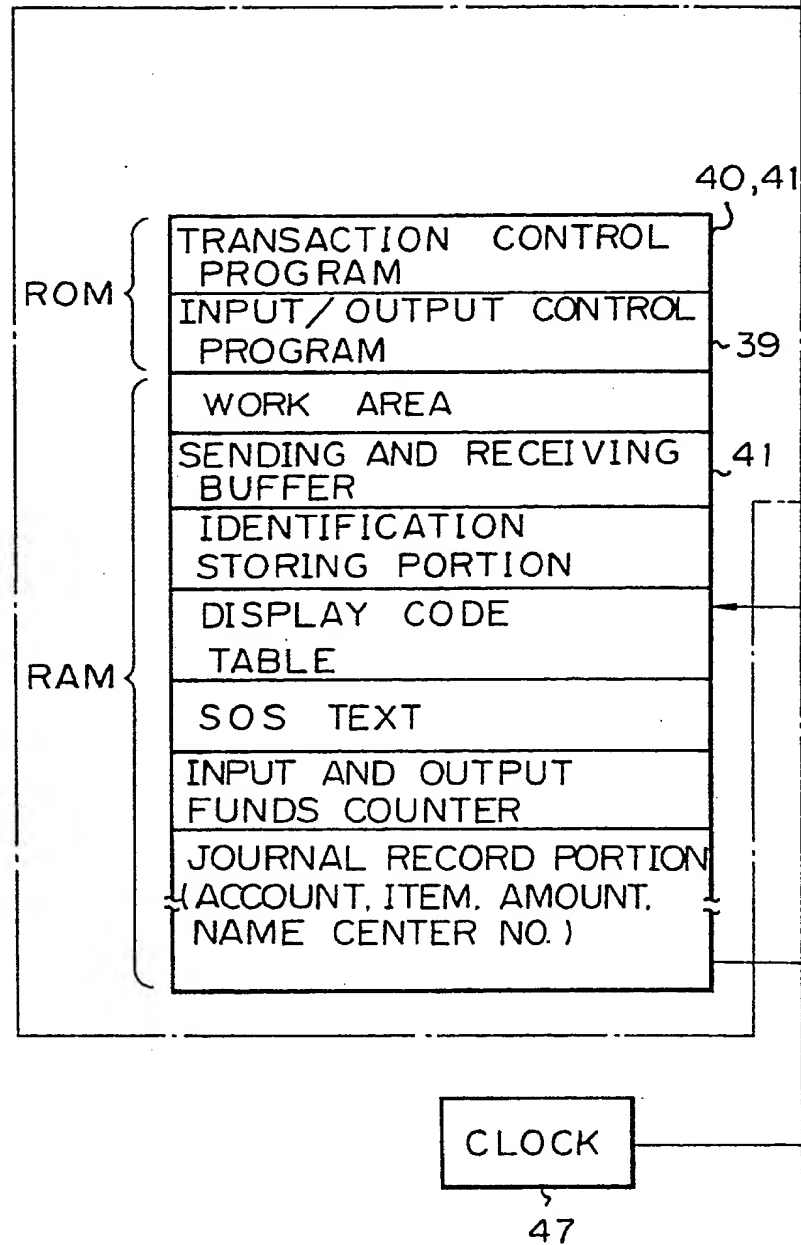 40,41
TRANSACTION CONTROL
PROGRAM
ROM
INPUT/OUTPUT CONTROL
PROGRAM
39
WORK AREA
SENDING AND RECEIVING
BUFFER
41
IDENTIFICATION
STORING PORTION
DISPLAY CODE
TABLE
RAM
SOS TEXT
INPUT AND OUTPUT
FUNDS COUNTER
JOURNAL RECORD PORTION
(ACCOUNT, ITEM. AMOUNT.
NAME CENTER NO.)
CLOCK
47